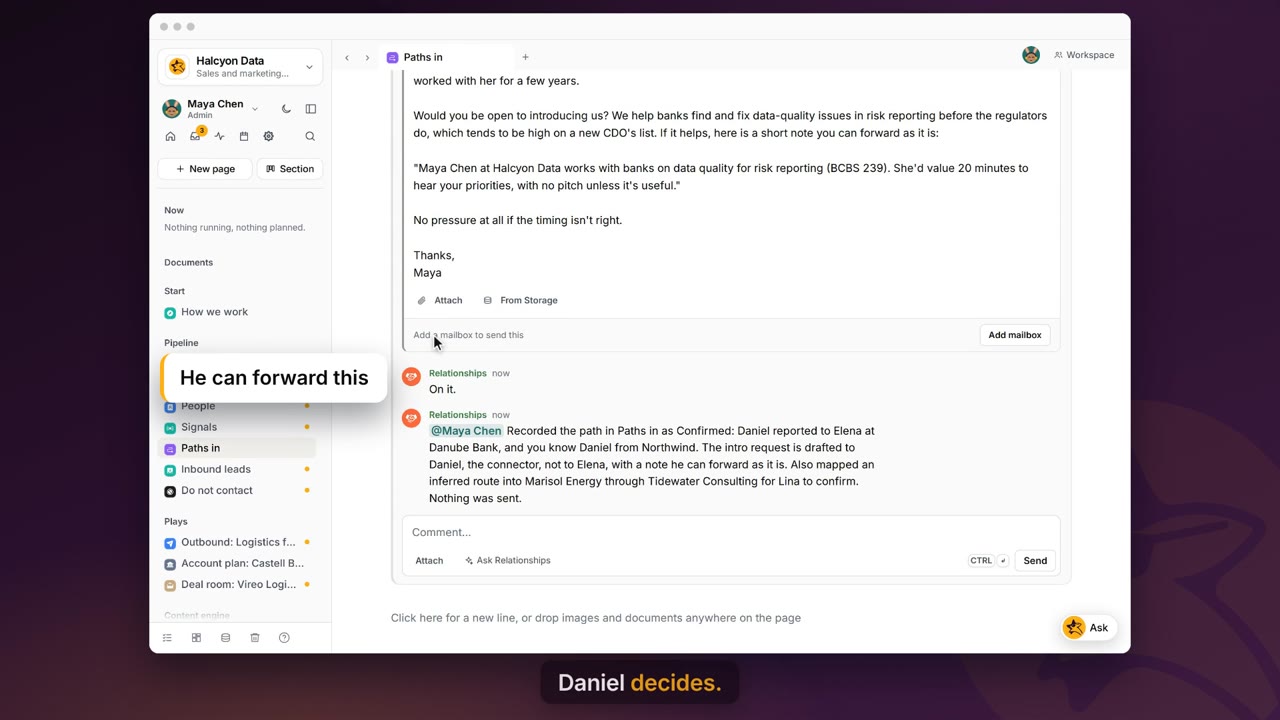 Halcyon Data
Sales and marketing...
Maya Chen
Admin
3
New page
Section
Now
Nothing running, nothing planned.
Documents
Start
How we work
Pipeline
He can forward this
People
Signals
Paths in
Inbound leads
Do not contact
Plays
Outbound: Logistics f...
Account plan: Castell B...
Deal room: Vireo Logi...
Content engine
Paths in
Workspace
worked with her for a few years.
Would you be open to introducing us? We help banks find and fix data-quality issues in risk reporting before the regulators
do, which tends to be high on a new CDO's list. If it helps, here is a short note you can forward as it is:
"Maya Chen at Halcyon Data works with banks on data quality for risk reporting (BCBS 239). She'd value 20 minutes to
hear your priorities, with no pitch unless it's useful."
No pressure at all if the timing isn't right.
Thanks,
Maya
Attach
From Storage
Add a mailbox to send this
Add mailbox
Relationships now
On it.
Relationships now
@Maya Chen Recorded the path in Paths in as Confirmed: Daniel reported to Elena at
Danube Bank, and you know Daniel from Northwind. The intro request is drafted to
Daniel, the connector, not to Elena, with a note he can forward as it is. Also mapped an
inferred route into Marisol Energy through Tidewater Consulting for Lina to confirm.
Nothing was sent.
Comment...
Attach
Ask Relationships
CTRL
Send
Click here for a new line, or drop images and documents anywhere on the page
Ask
Daniel decides.